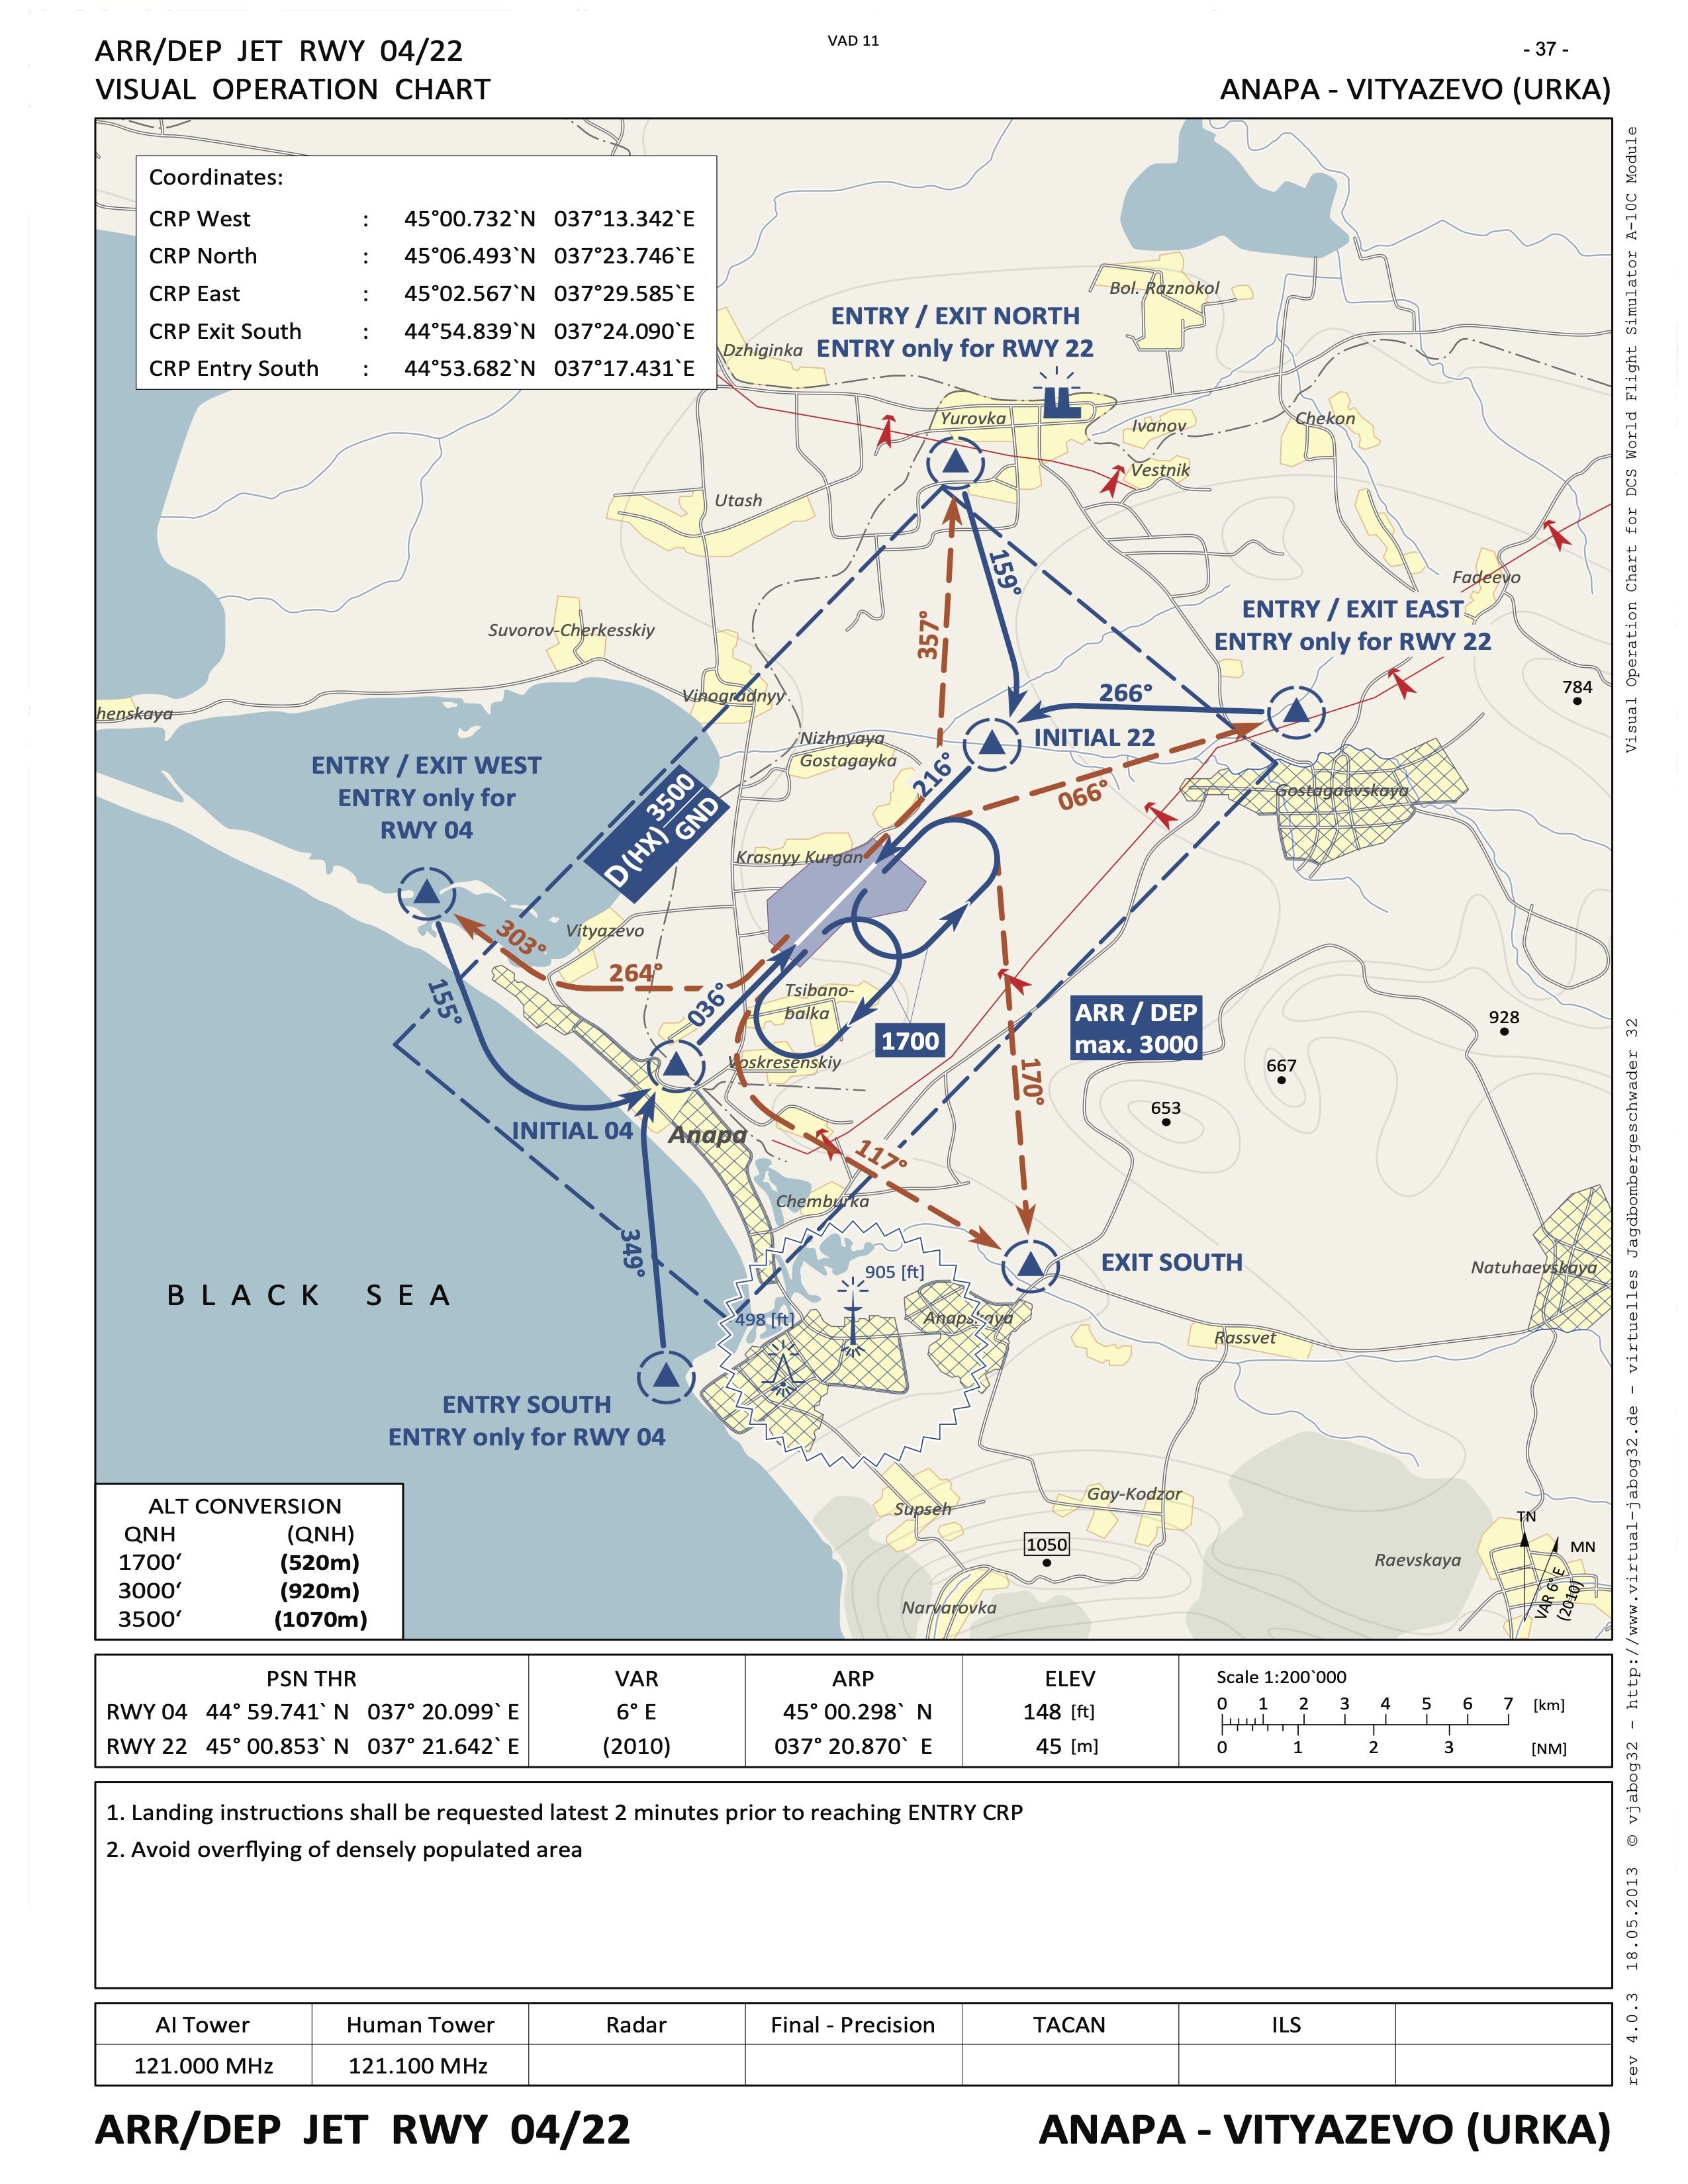 ARR/DEP JET RWY 04/22
VAD 11
- 37 -
VISUAL OPERATION CHART
ANAPA - VITYAZEVO (URKA)
Coordinates:
CRP West : 45°00.732`N 037°13.342`E
CRP North : 45°06.493`N 037°23.746`E
CRP East : 45°02.567`N 037°29.585`E
CRP Exit South : 44°54.839`N 037°24.090`E
CRP Entry South : 44°53.682`N 037°17.431`E
Bol. Raznokol
ENTRY / EXIT NORTH
ENTRY only for RWY 22
Dzhiginka
Yurovka
Ivanov
Chekon
Vestnik
Utash
159°
Fadeevo
ENTRY / EXIT EAST
ENTRY only for RWY 22
357°
Suvorov-Cherkesskiy
Vinogradnyy
266°
784
henskaya
Nizhnyaya
Gostagayka
INITIAL 22
216°
066°
Gostagaevskaya
ENTRY / EXIT WEST
ENTRY only for
RWY 04
D(HX) 3500
GND
Krasnyy Kurgan
Vityazevo
303°
264°
155°
036°
Tsibano-
balka
1700
ARR / DEP
max. 3000
928
Voskresenskiy
667
170°
653
INITIAL 04
Anapa
117°
Chemburka
349°
BLACK SEA
905 [ft]
EXIT SOUTH
Natuhaevskaya
498 [ft]
Anapskaya
Rassvet
ENTRY SOUTH
ENTRY only for RWY 04
Supseh
Gay-Kodzor
1050
Raevskaya
Narvarovka
TN
MN
VAR 6° E
(2010)
ALT CONVERSION
QNH (QNH)
1700‘ (520m)
3000‘ (920m)
3500‘ (1070m)
PSN THR
RWY 04 44° 59.741` N 037° 20.099` E
RWY 22 45° 00.853` N 037° 21.642` E
VAR
6° E
(2010)
ARP
45° 00.298` N
037° 20.870` E
ELEV
148 [ft]
45 [m]
Scale 1:200`000
0 1 2 3 4 5 6 7 [km]
0 1 2 3 [NM]
1. Landing instructions shall be requested latest 2 minutes prior to reaching ENTRY CRP
2. Avoid overflying of densely populated area
AI Tower Human Tower Radar Final - Precision TACAN ILS
121.000 MHz 121.100 MHz
ARR/DEP JET RWY 04/22
ANAPA - VITYAZEVO (URKA)
Visual Operation Chart for DCS World Flight Simulator A-10C Module
rev 4.0.3 18.05.2013 © vjabog32 - http://www.virtual-jabog32.de - virtuelles Jagdbombergeschwader 32